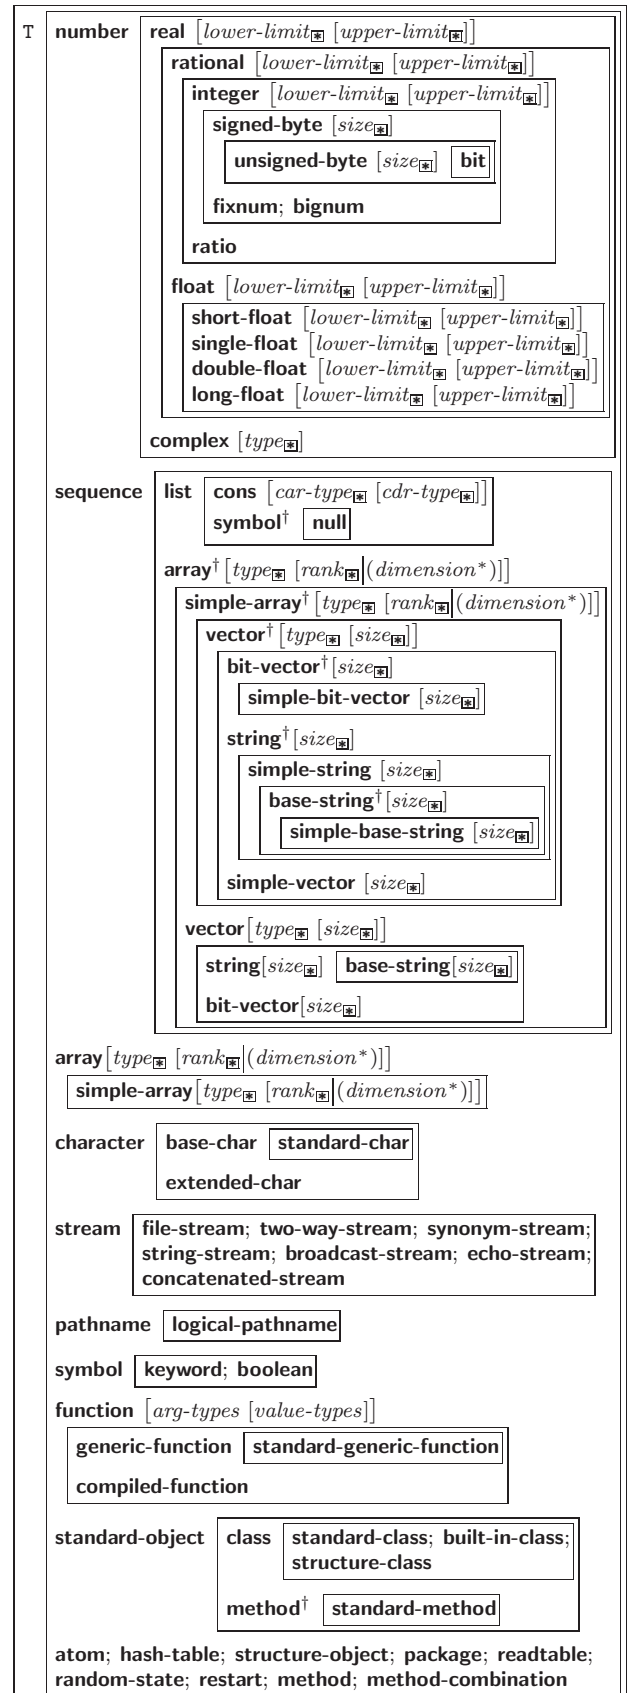 T number real [lower-limit* [upper-limit*]]
rational [lower-limit* [upper-limit*]]
integer [lower-limit* [upper-limit*]]
signed-byte [size*]
unsigned-byte [size*] bit
fixnum; bignum
ratio
float [lower-limit* [upper-limit*]]
short-float [lower-limit* [upper-limit*]]
single-float [lower-limit* [upper-limit*]]
double-float [lower-limit* [upper-limit*]]
long-float [lower-limit* [upper-limit*]]
complex [type*]
sequence list cons [car-type* [cdr-type*]]
symbol† null
array†[type* [rank*|(dimension*)]]
simple-array†[type* [rank*|(dimension*)]]
vector†[type* [size*]]
bit-vector†[size*]
simple-bit-vector [size*]
string†[size*]
simple-string [size*]
base-string†[size*]
simple-base-string [size*]
simple-vector [size*]
vector[type* [size*]]
string[size*] base-string[size*]
bit-vector[size*]
array[type* [rank*|(dimension*)]]
simple-array[type* [rank*|(dimension*)]]
character base-char standard-char
extended-char
stream file-stream; two-way-stream; synonym-stream;
string-stream; broadcast-stream; echo-stream;
concatenated-stream
pathname logical-pathname
symbol keyword; boolean
function [arg-types [value-types]]
generic-function standard-generic-function
compiled-function
standard-object class standard-class; built-in-class;
structure-class
method† standard-method
atom; hash-table; structure-object; package; readtable;
random-state; restart; method; method-combination